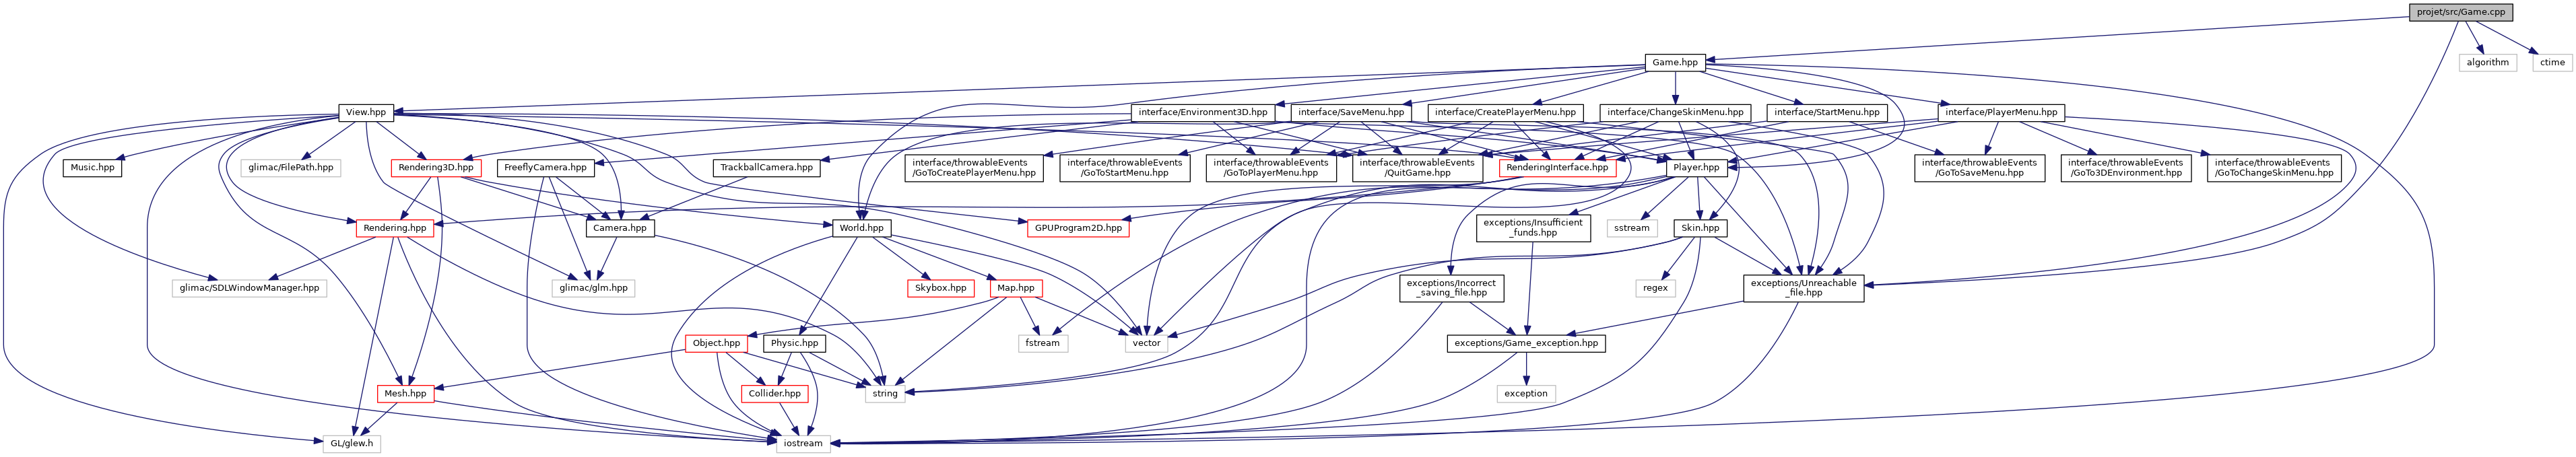 projet/src/Game.cpp
Game.hpp
algorithm
ctime
View.hpp
interface/Environment3D.hpp
interface/SaveMenu.hpp
interface/CreatePlayerMenu.hpp
interface/ChangeSkinMenu.hpp
interface/StartMenu.hpp
interface/PlayerMenu.hpp
Music.hpp
glimac/FilePath.hpp
Rendering3D.hpp
FreeflyCamera.hpp
TrackballCamera.hpp
interface/throwableEvents
/GoToCreatePlayerMenu.hpp
interface/throwableEvents
/GoToStartMenu.hpp
interface/throwableEvents
/GoToPlayerMenu.hpp
interface/throwableEvents
/QuitGame.hpp
RenderingInterface.hpp
Player.hpp
interface/throwableEvents
/GoToSaveMenu.hpp
interface/throwableEvents
/GoTo3DEnvironment.hpp
interface/throwableEvents
/GoToChangeSkinMenu.hpp
Rendering.hpp
Camera.hpp
World.hpp
GPUProgram2D.hpp
exceptions/Insufficient
_funds.hpp
sstream
Skin.hpp
glimac/SDLWindowManager.hpp
glimac/glm.hpp
Skybox.hpp
Map.hpp
exceptions/Incorrect
_saving_file.hpp
regex
exceptions/Unreachable
_file.hpp
Object.hpp
Physic.hpp
fstream
vector
exceptions/Game_exception.hpp
Mesh.hpp
Collider.hpp
string
exception
GL/glew.h
iostream